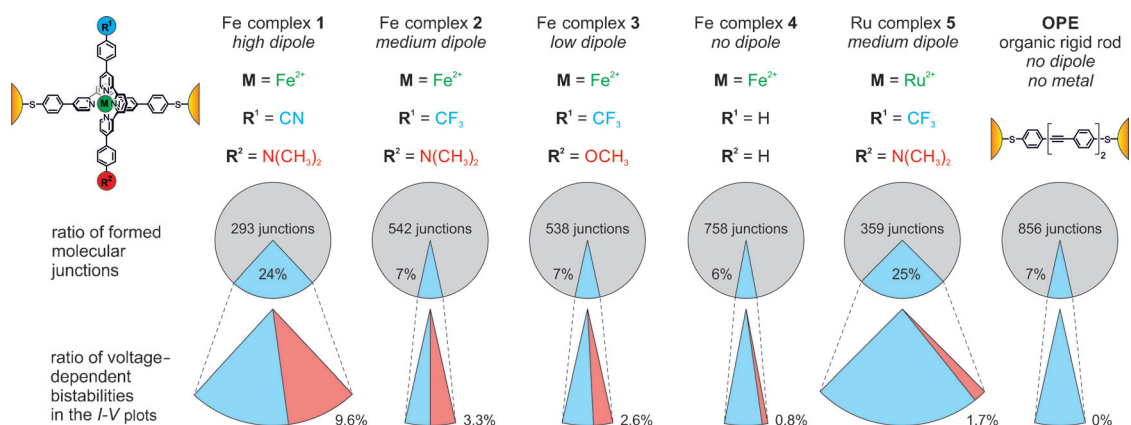 R¹
N
N
N
S
M
S
R²
Fe complex 1
high dipole
M = Fe²⁺
R¹ = CN
R² = N(CH₃)₂
Fe complex 2
medium dipole
M = Fe²⁺
R¹ = CF₃
R² = N(CH₃)₂
Fe complex 3
low dipole
M = Fe²⁺
R¹ = CF₃
R² = OCH₃
Fe complex 4
no dipole
M = Fe²⁺
R¹ = H
R² = H
Ru complex 5
medium dipole
M = Ru²⁺
R¹ = CF₃
R² = N(CH₃)₂
OPE
organic rigid rod
no dipole
no metal
S
S
2
ratio of formed
molecular
junctions
293 junctions
24%
542 junctions
7%
538 junctions
7%
758 junctions
6%
359 junctions
25%
856 junctions
7%
ratio of voltage-
dependent
bistabilities
in the I-V plots
9.6%
3.3%
2.6%
0.8%
1.7%
0%